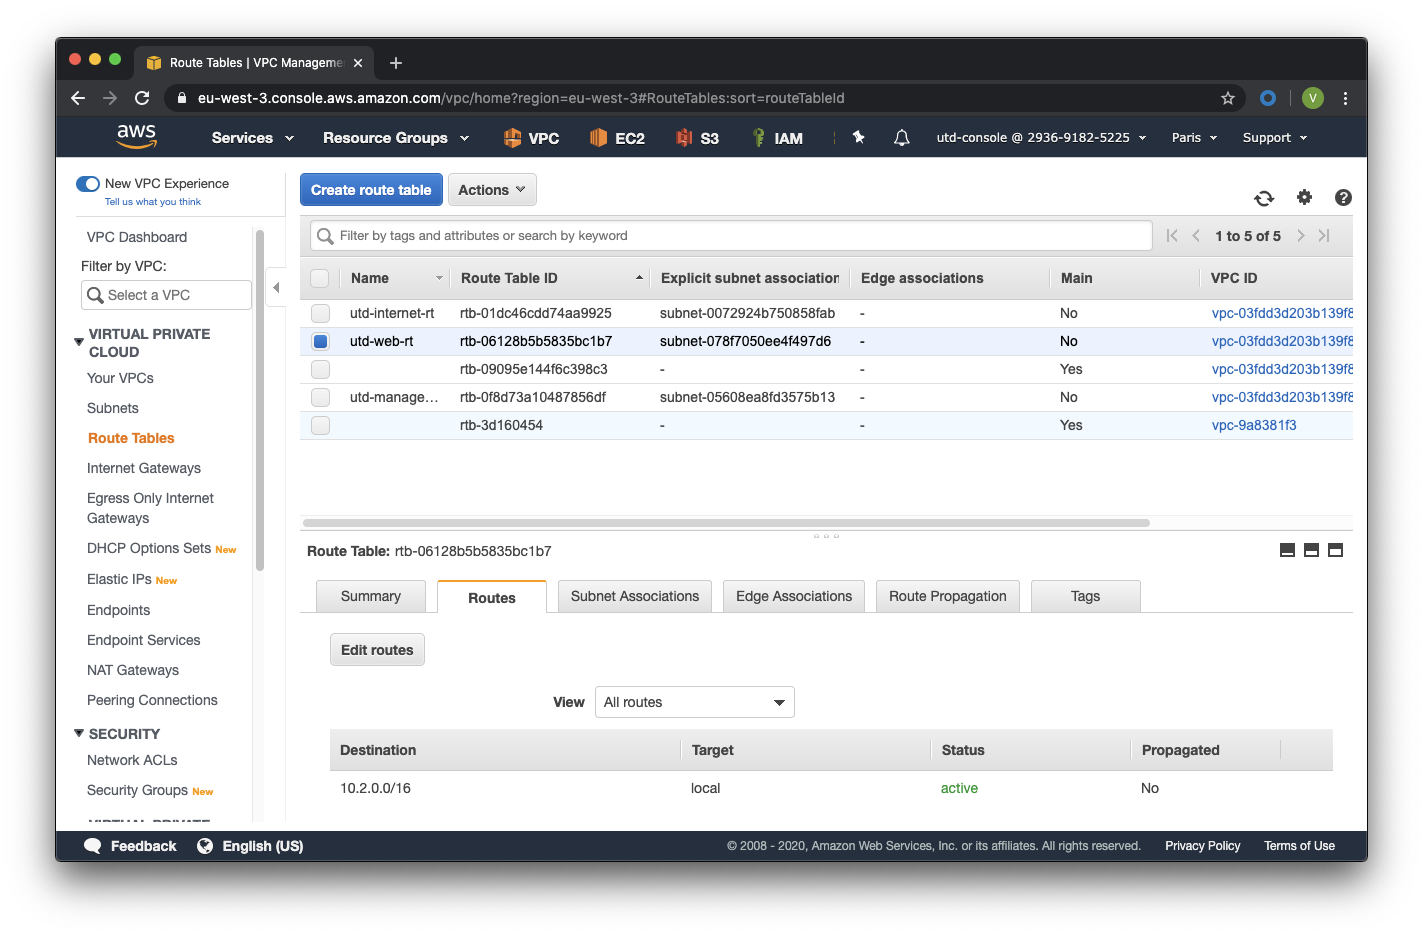 Route Tables | VPC Manageme
eu-west-3.console.aws.amazon.com/vpc/home?region=eu-west-3#RouteTables:sort=routeTableId
V
aws Services Resource Groups VPC EC2 S3 IAM utd-console @ 2936-9182-5225 Paris Support
New VPC Experience
Tell us what you think
VPC Dashboard
Filter by VPC:
Select a VPC
VIRTUAL PRIVATE
CLOUD
Your VPCs
Subnets
Route Tables
Internet Gateways
Egress Only Internet
Gateways
DHCP Options Sets New
Elastic IPs New
Endpoints
Endpoint Services
NAT Gateways
Peering Connections
SECURITY
Network ACLs
Security Groups New
VIRTUAL PRIVATE
Create route table Actions
Filter by tags and attributes or search by keyword
1 to 5 of 5
Name Route Table ID Explicit subnet association Edge associations Main VPC ID
utd-internet-rt rtb-01dc46cdd74aa9925 subnet-0072924b750858fab - No vpc-03fdd3d203b139f8
utd-web-rt rtb-06128b5b5835bc1b7 subnet-078f7050ee4f497d6 - No vpc-03fdd3d203b139f8
rtb-09095e144f6c398c3 - - Yes vpc-03fdd3d203b139f8
utd-manage... rtb-0f8d73a10487856df subnet-05608ea8fd3575b13 - No vpc-03fdd3d203b139f8
rtb-3d160454 - - Yes vpc-9a8381f3
Route Table: rtb-06128b5b5835bc1b7
Summary Routes Subnet Associations Edge Associations Route Propagation Tags
Edit routes
View All routes
Destination Target Status Propagated
10.2.0.0/16 local active No
Feedback English (US) © 2008 - 2020, Amazon Web Services, Inc. or its affiliates. All rights reserved. Privacy Policy Terms of Use